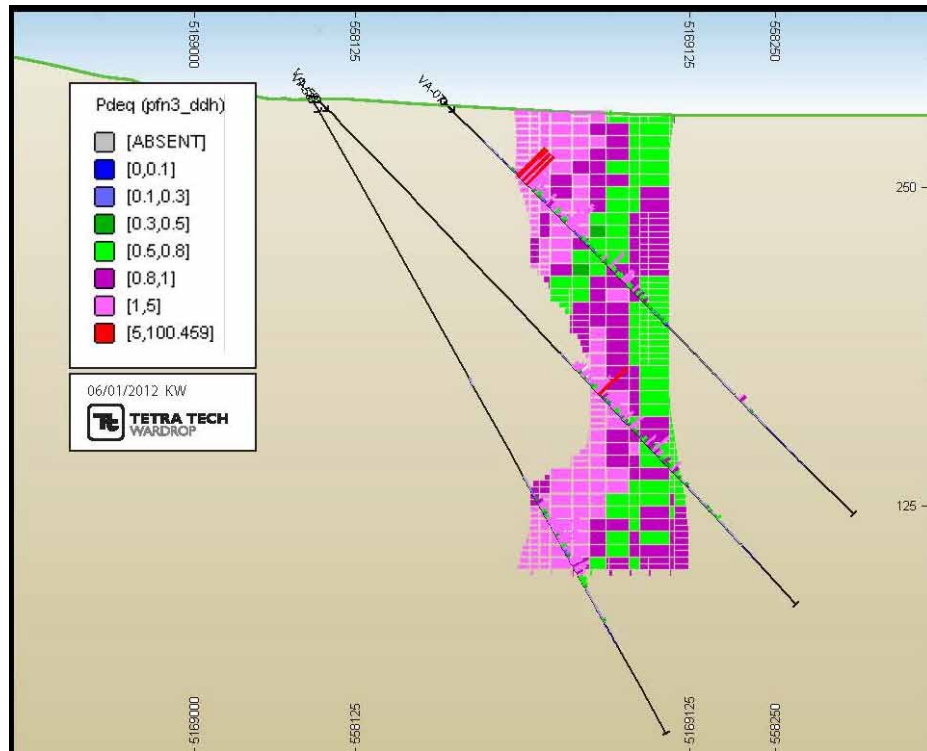 5169000
558125
5169125
558250
VA-07
Pdeq (pfn3_ddh)
[ABSENT]
[0,0.1]
[0.1,0.3]
[0.3,0.5]
[0.5,0.8]
[0.8,1]
[1,5]
[5,100.459]
250
06/01/2012 KW
TETRA TECH
WARDROP
125
5169000
558125
5169125
558250